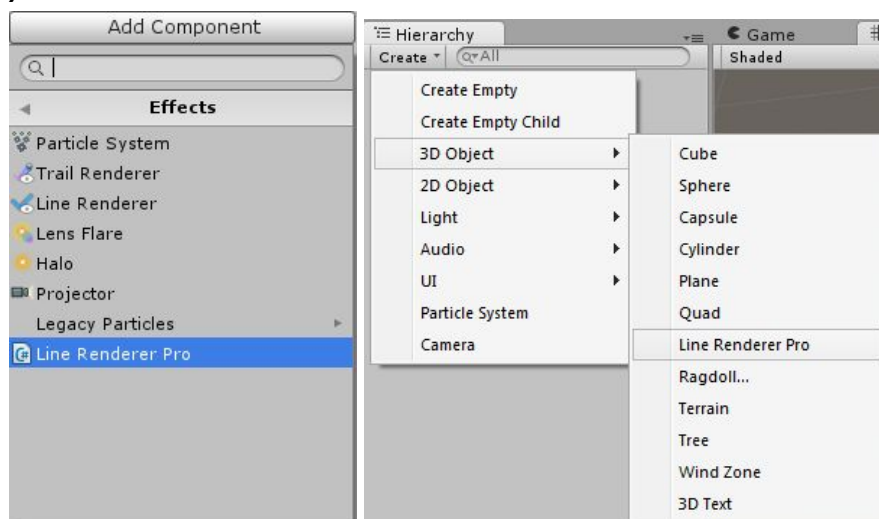 Add Component
Effects
Particle System
Trail Renderer
Line Renderer
Lens Flare
Halo
Projector
Legacy Particles
Line Renderer Pro
Hierarchy
Create
All
Create Empty
Create Empty Child
3D Object
2D Object
Light
Audio
UI
Particle System
Camera
Game
Shaded
Cube
Sphere
Capsule
Cylinder
Plane
Quad
Line Renderer Pro
Ragdoll...
Terrain
Tree
Wind Zone
3D Text